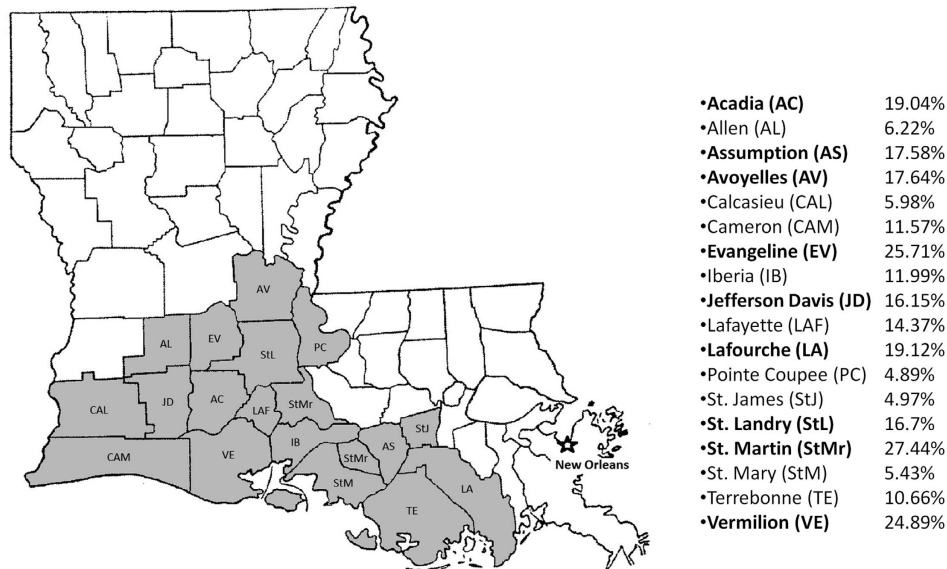 AV
AL
EV
StL
PC
CAL
JD
AC
LAF
StMr
StJ
CAM
VE
IB
StMr
AS
StM
TE
LA
New Orleans
•Acadia (AC) 19.04%
•Allen (AL) 6.22%
•Assumption (AS) 17.58%
•Avoyelles (AV) 17.64%
•Calcasieu (CAL) 5.98%
•Cameron (CAM) 11.57%
•Evangeline (EV) 25.71%
•Iberia (IB) 11.99%
•Jefferson Davis (JD) 16.15%
•Lafayette (LAF) 14.37%
•Lafourche (LA) 19.12%
•Pointe Coupee (PC) 4.89%
•St. James (StJ) 4.97%
•St. Landry (StL) 16.7%
•St. Martin (StMr) 27.44%
•St. Mary (StM) 5.43%
•Terrebonne (TE) 10.66%
•Vermilion (VE) 24.89%